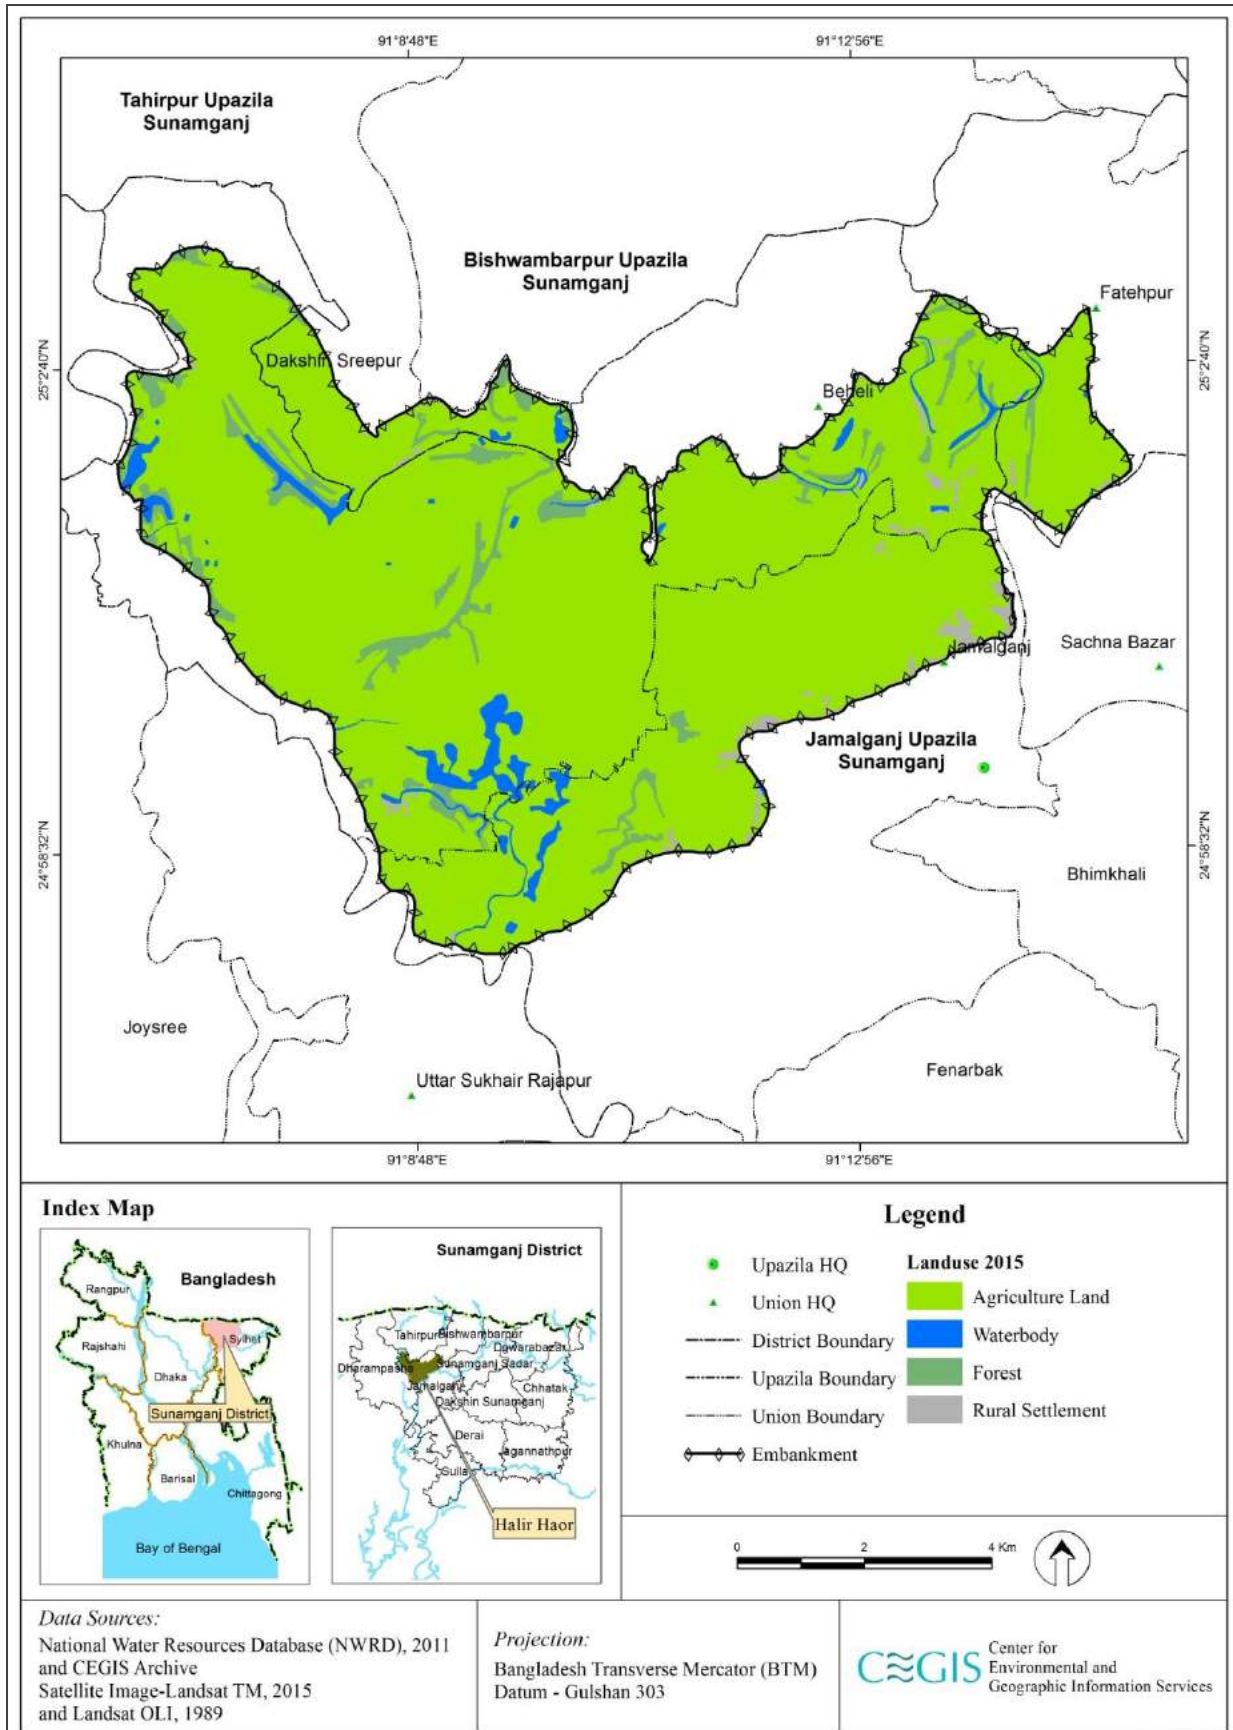 91°8'48"E
91°12'56"E
Tahirpur Upazila
Sunamganj
Bishwambarpur Upazila
Sunamganj
Fatehpur
25°2'40"N
25°2'40"N
Dakshin Sreepur
Beheli
Sachna Bazar
Jamalganj
Jamalganj Upazila
Sunamganj
24°58'32"N
24°58'32"N
Bhimkhali
Joysree
Fenarbak
Uttar Sukhair Rajapur
91°8'48"E
91°12'56"E
Index Map
Bangladesh
Rangpur
Rajshahi
Sylhet
Dhaka
Sunamganj District
Khulna
Barisal
Chittagong
Bay of Bengal
Sunamganj District
Tahirpur
Bishwambarpur
Dowarabazar
Dharampasha
Sunamganj Sadar
Jamalganj
Chhatak
Dakshin Sunamganj
Derai
Jagannathpur
Sulla
Halir Haor
Legend
Upazila HQ
Union HQ
District Boundary
Upazila Boundary
Union Boundary
Embankment
Landuse 2015
Agriculture Land
Waterbody
Forest
Rural Settlement
0 2 4 Km
Data Sources:
National Water Resources Database (NWRD), 2011
and CEGIS Archive
Satellite Image-Landsat TM, 2015
and Landsat OLI, 1989
Projection:
Bangladesh Transverse Mercator (BTM)
Datum - Gulshan 303
CEGIS
Center for
Environmental and
Geographic Information Services